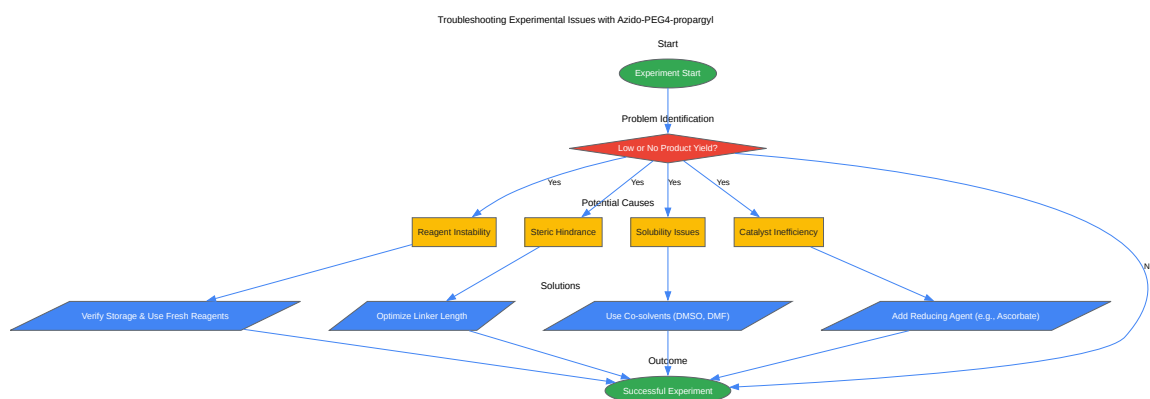 Troubleshooting Experimental Issues with Azido-PEG4-propargyl
Start
Experiment Start
Problem Identification
Low or No Product Yield?
Yes
Yes
Yes
Yes
Potential Causes
Reagent Instability
Steric Hindrance
Solubility Issues
Catalyst Inefficiency
N
Solutions
Verify Storage & Use Fresh Reagents
Optimize Linker Length
Use Co-solvents (DMSO, DMF)
Add Reducing Agent (e.g., Ascorbate)
Outcome
Successful Experiment